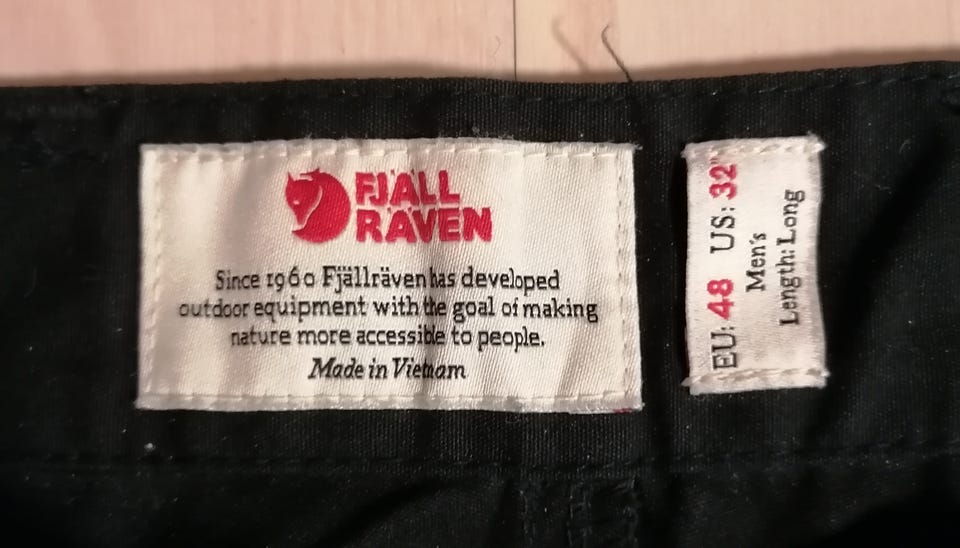 FJÄLL
RÄVEN
Since 1960 Fjällräven has developed
outdoor equipment with the goal of making
nature more accessible to people.
Made in Vietnam
EU: 48 US: 32"
Men's
Length: Long